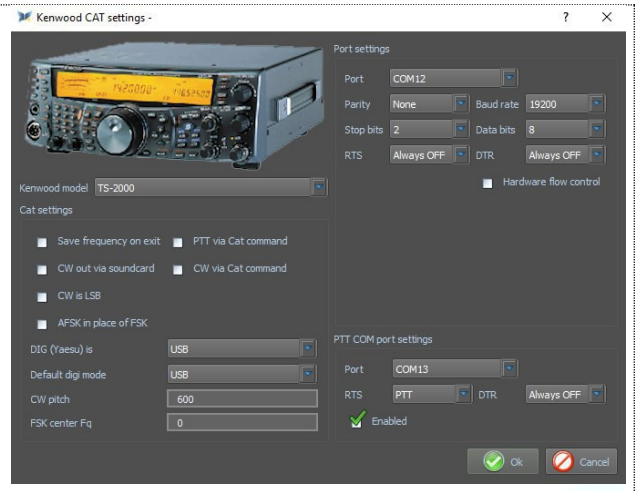 Kenwood CAT settings -
Port settings
Port COM12
Parity None Baud rate 19200
Stop bits 2 Data bits 8
RTS Always OFF DTR Always OFF
Hardware flow control
Kenwood model TS-2000
Cat settings
Save frequency on exit PTT via Cat command
CW out via soundcard CW via Cat command
CW is LSB
AFSK in place of FSK
DIG (Yaesu) is USB
Default digi mode USB
CW pitch 600
FSK center Fq 0
PTT COM port settings
Port COM13
RTS PTT DTR Always OFF
Enabled
Ok Cancel